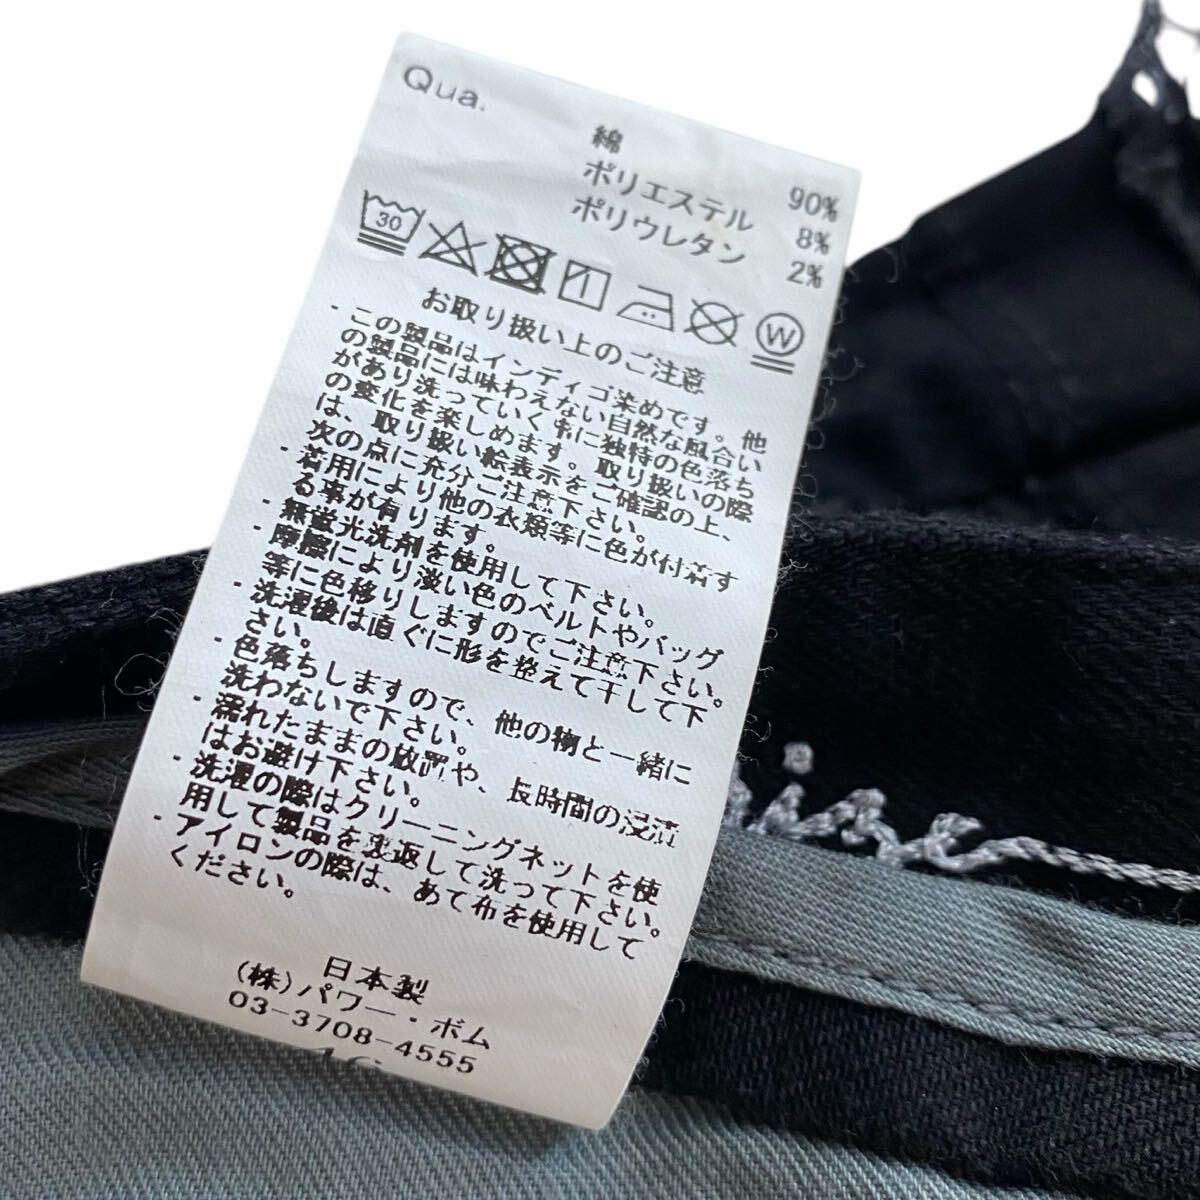 Qua.
綿 90%
ポリエステル 8%
ポリウレタン 2%
30
W
お取り扱い上のご注意
・この製品はインディゴ染めです。他
の製品には味わえない自然な風合い
があり洗っていく毎に独特の色落ち
の変化を楽しめます。取り扱いの際
は、取り扱い絵表示をご確認の上、
次の点に充分ご注意下さい。
・着用により他の衣類等に色が付着す
る事が有ります。
・無蛍光洗剤を使用して下さい。
・摩擦により淡い色のベルトやバッグ
等に色移りしますのでご注意下さい。
・洗濯後は直ぐに形を整えて干して下
さい。
・色落ちしますので、他の物と一緒に
洗わないで下さい。
・濡れたままの放置や、長時間の浸漬
はお避け下さい。
・洗濯の際はクリーニングネットを使
用して製品を裏返して洗って下さい。
・アイロンの際は、あて布を使用して
ください。
日本製
(株)パワー・ボム
03-3708-4555